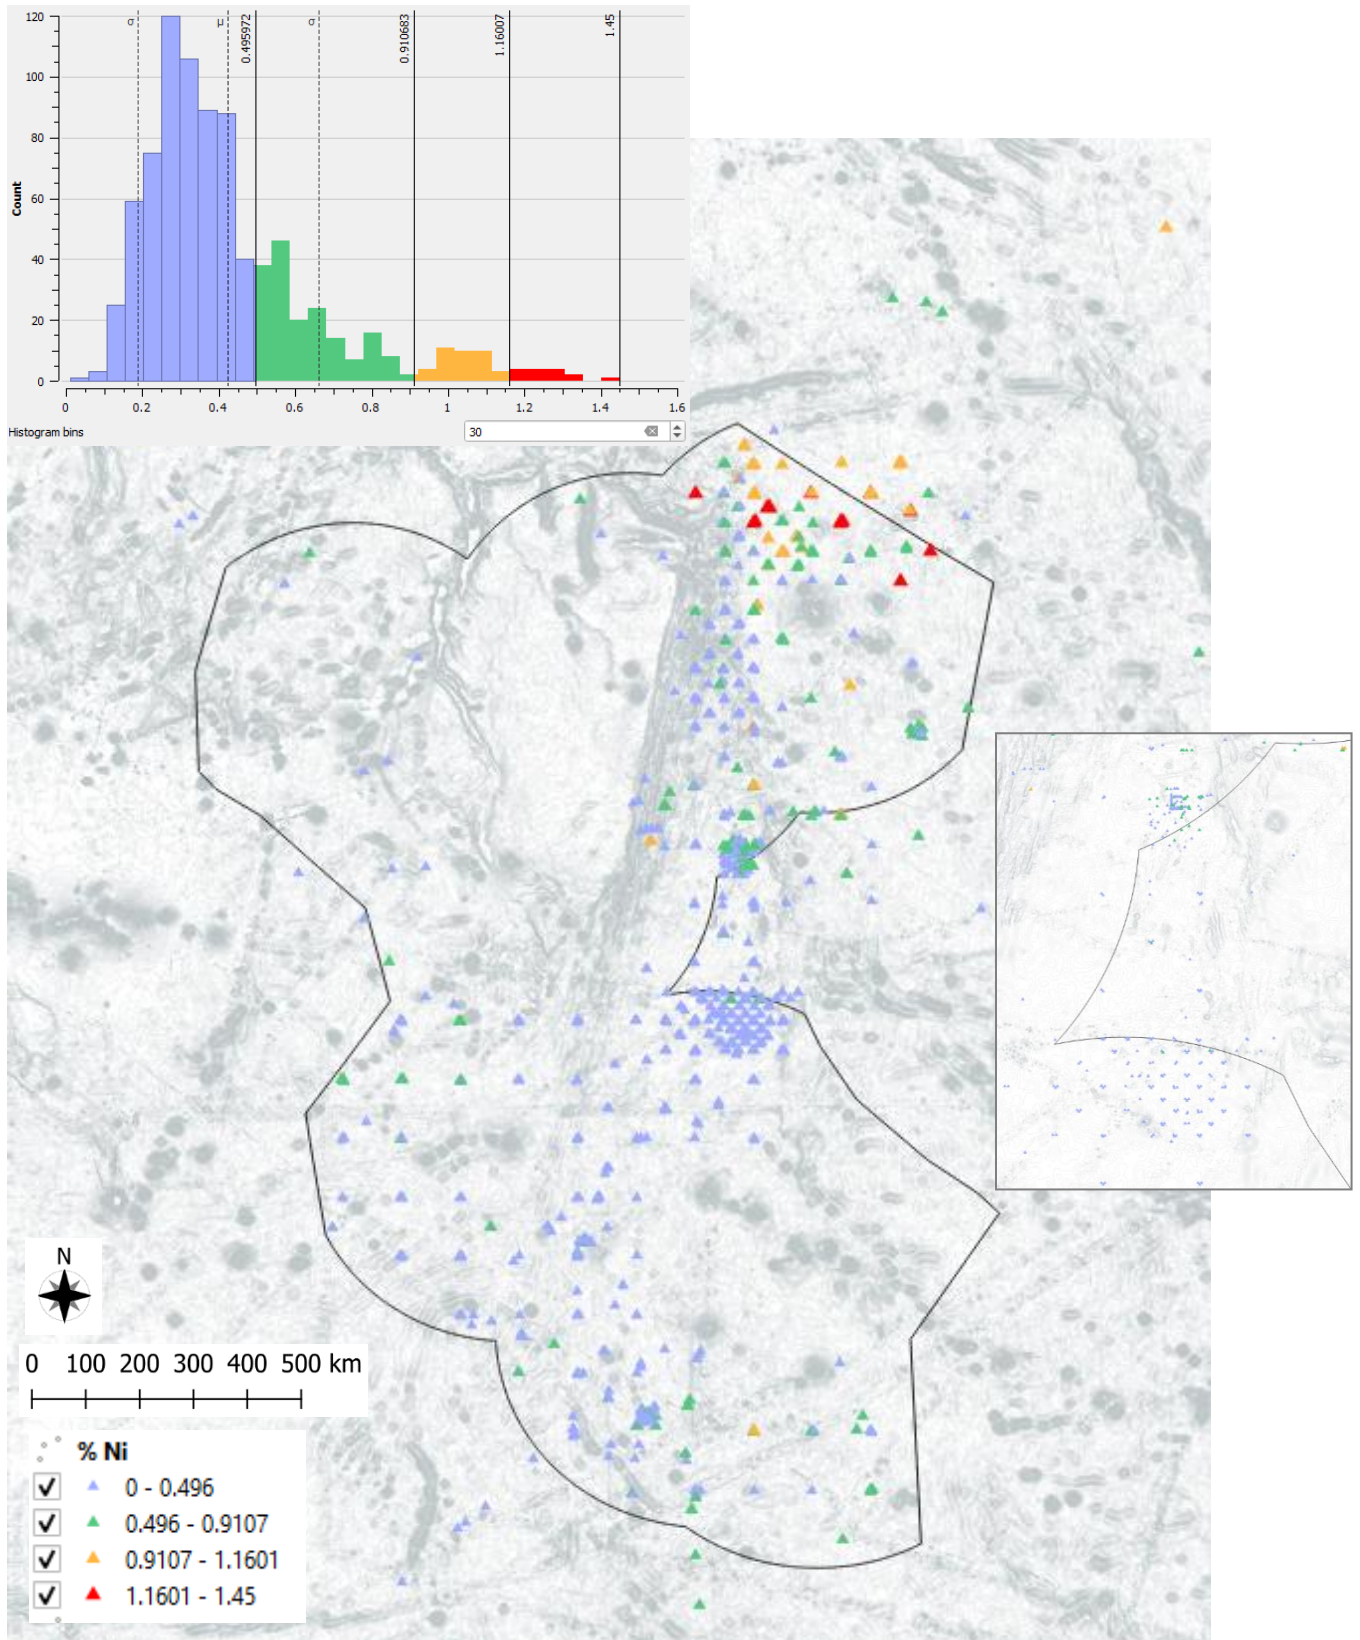 120
100
80
60
40
20
0
Count
σ
μ
0.495972
σ
0.910683
1.16007
1.45
0 0.2 0.4 0.6 0.8 1 1.2 1.4 1.6
Histogram bins 30
N
0 100 200 300 400 500 km
% Ni
0 - 0.496
0.496 - 0.9107
0.9107 - 1.1601
1.1601 - 1.45